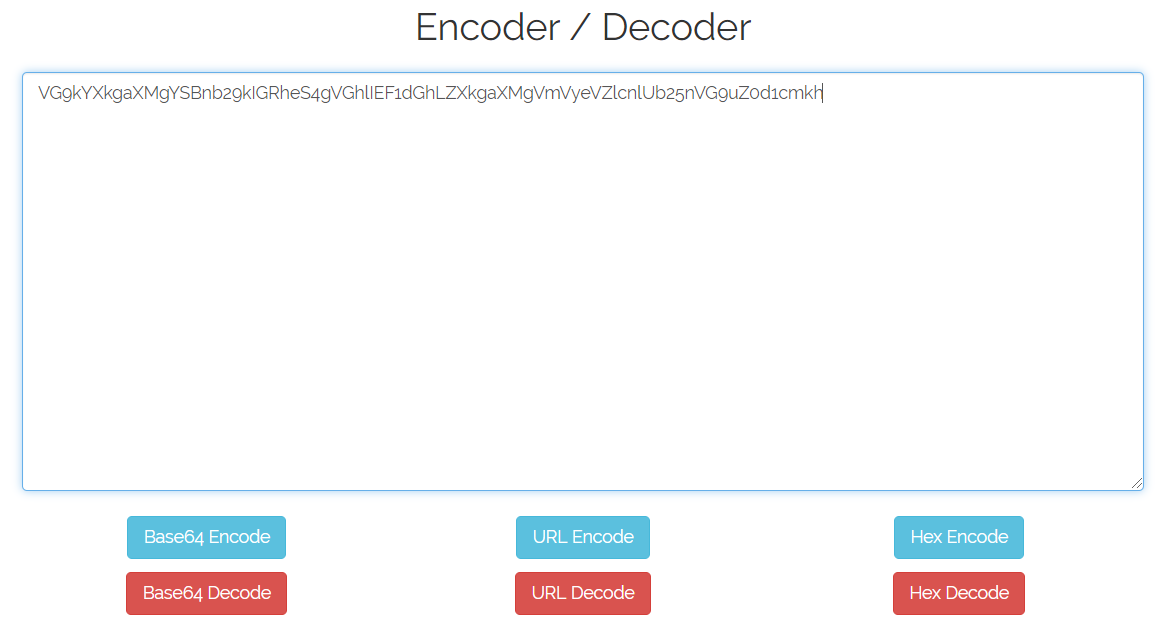 Encoder / Decoder
VG9kYXkgaXMgYSBnb29kIGRheS4gVGhlIEF1dGhLZXkgaXMgVmVyeVZlcnlUb25nVG9uZ0d1cmkh
Base64 Encode URL Encode Hex Encode
Base64 Decode URL Decode Hex Decode